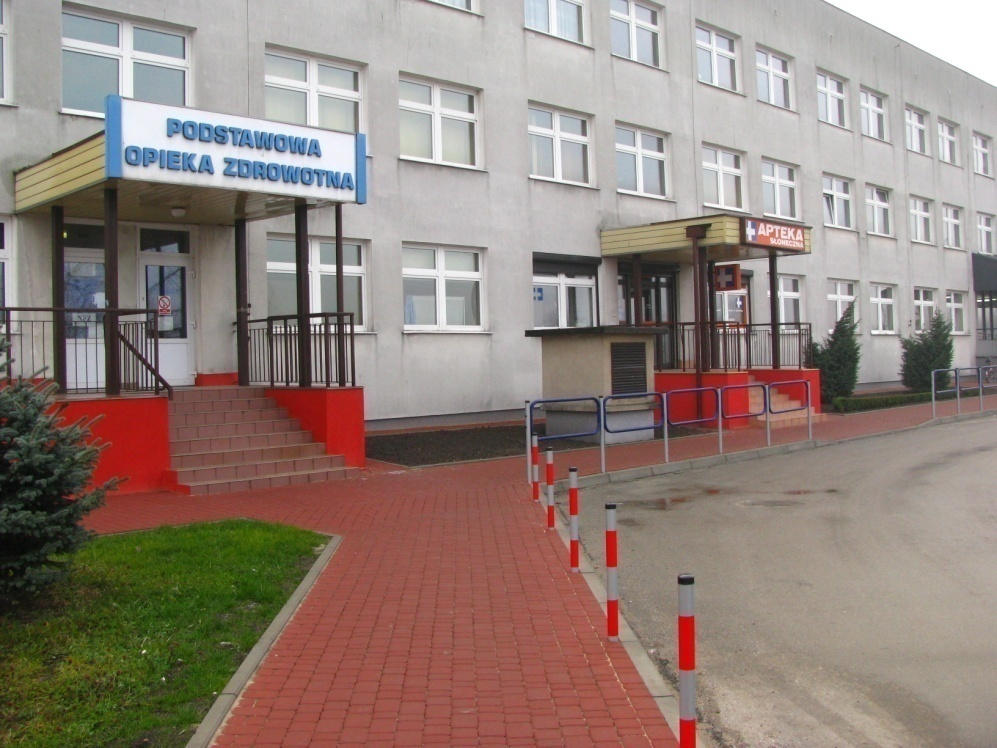 PODSTAWOWA
OPIEKA ZDROWOTNA
APTEKA
SŁONECZNA